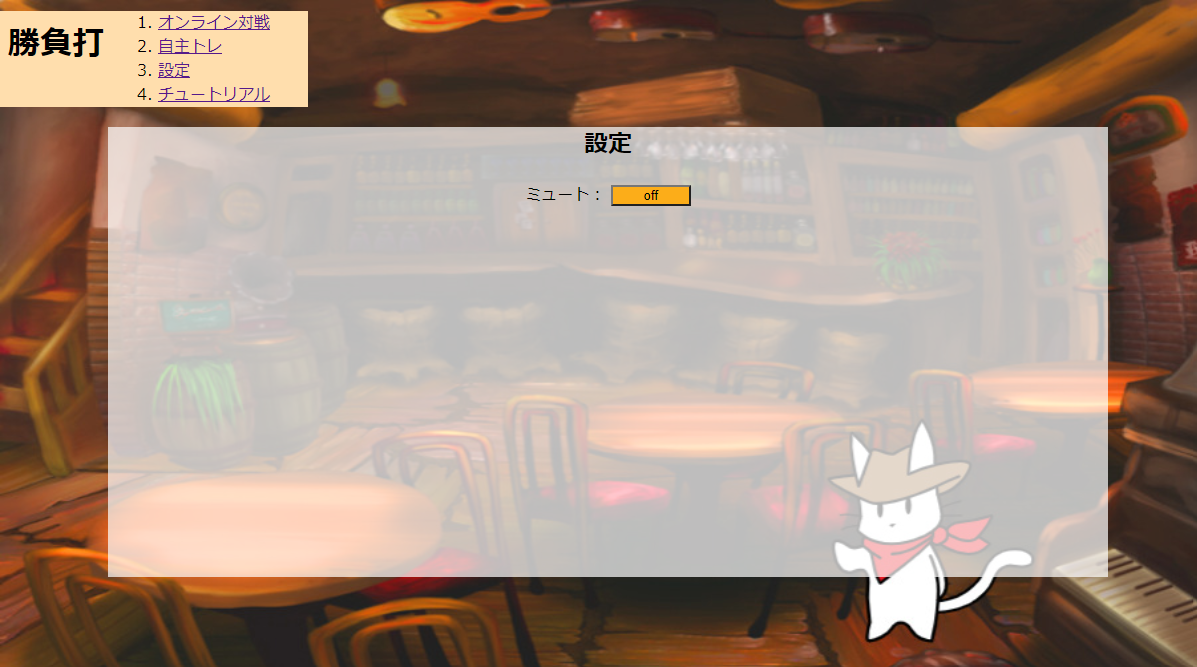 勝負打
1. オンライン対戦
2. 自主トレ
3. 設定
4. チュートリアル
設定
ミュート： off